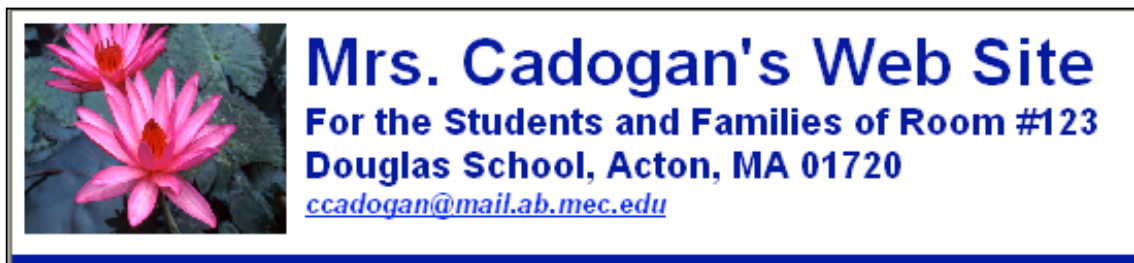 Mrs. Cadogan's Web Site
For the Students and Families of Room #123
Douglas School, Acton, MA 01720
ccadogan@mail.ab.mec.edu